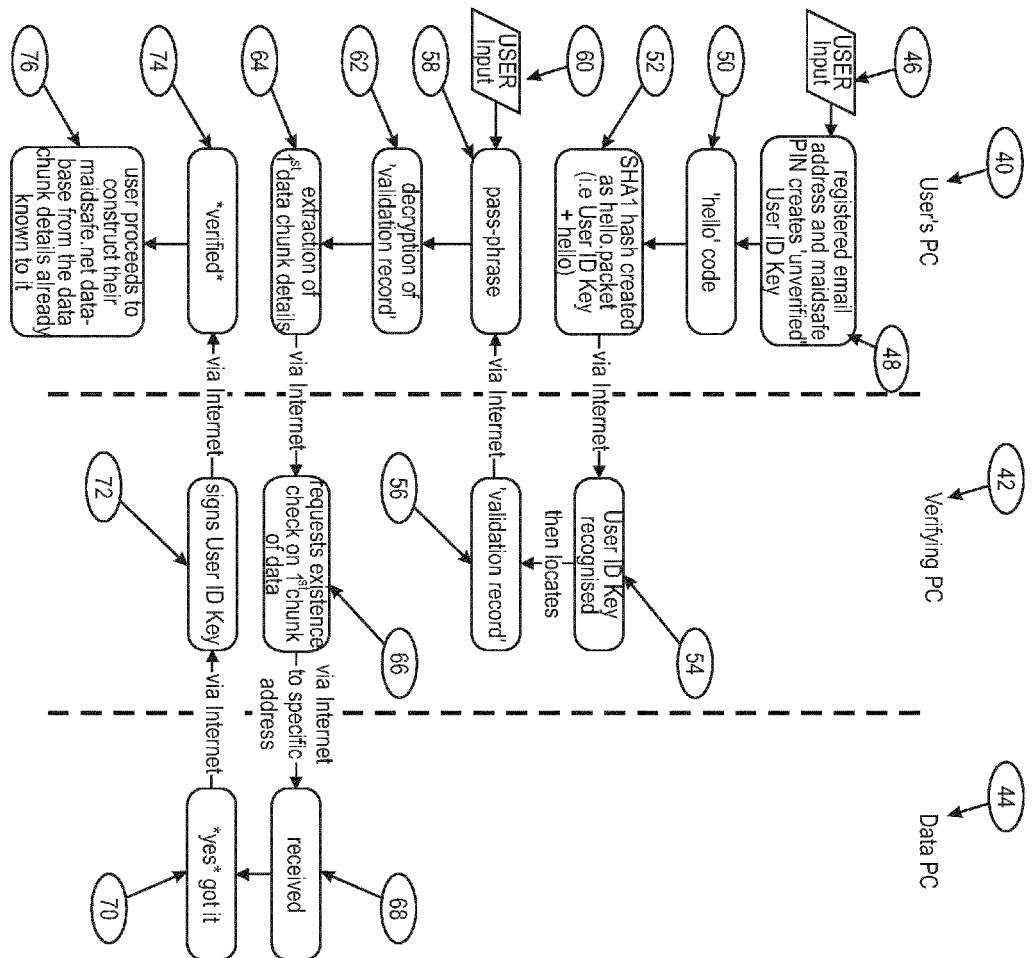 40
User's PC
42
Verifying PC
44
Data PC
46
USER
Input
registered email
address and maidsafe
PIN creates 'unverified'
User ID Key
48
50
'hello' code
52
SHA1 hash created
as hello.packet
(i.e User ID Key
+ hello)
via Internet
User ID Key
recognised
54
then locates
'validation record'
56
via Internet
60
USER
Input
58
pass-phrase
62
decryption of
'validation record'
64
extraction of
1st data chunk details
via Internet
requests existence
check on 1st chunk
of data
66
via Internet
to specific
address
received
68
*yes* got it
70
via Internet
signs User ID Key
72
via Internet
74
*verified*
76
user proceeds to
construct their
maidsafe.net data-
base from the data
chunk details already
known to it